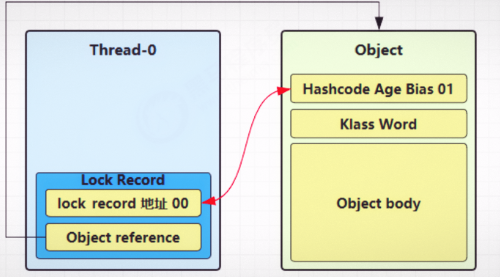 Thread-0
Lock Record
lock record 地址 00
Object reference
Object
Hashcode Age Bias 01
Klass Word
Object body